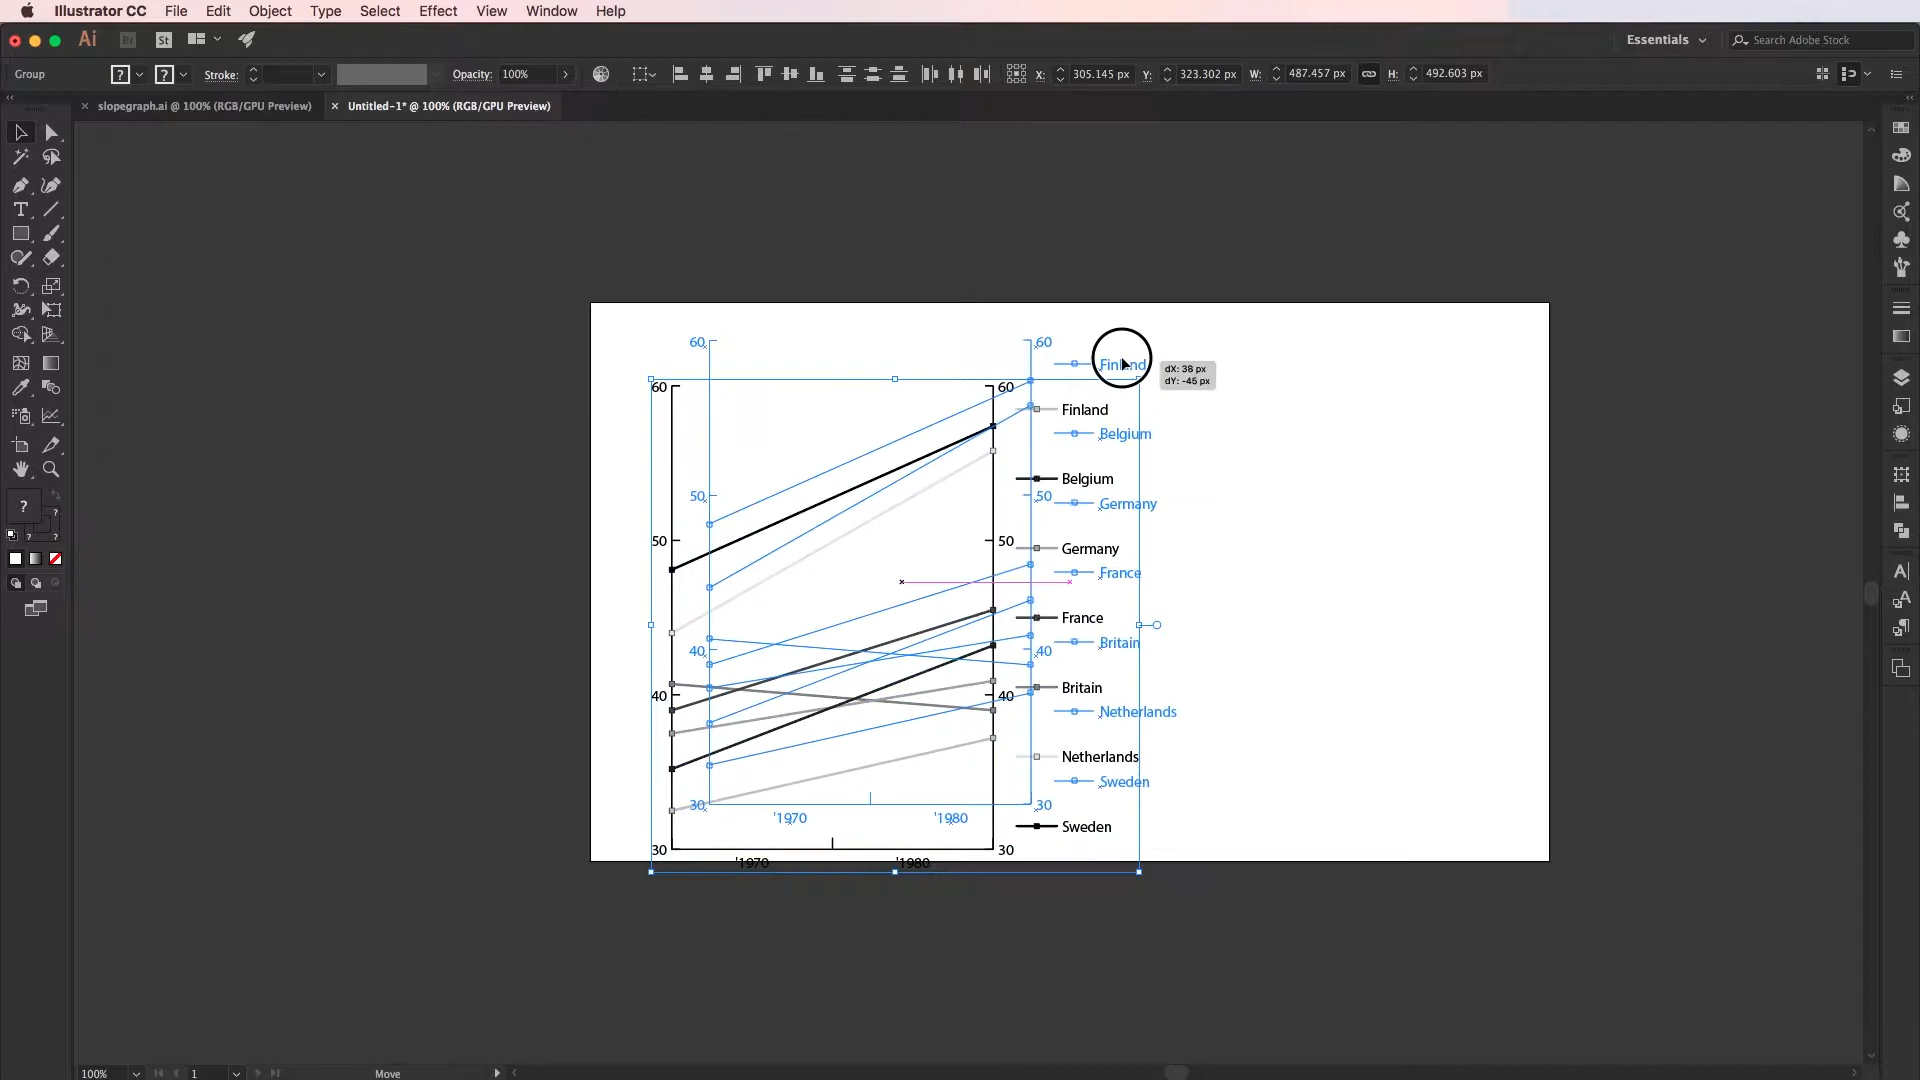 Illustrator CC File Edit Object Type Select Effect View Window Help
Ai Br St Essentials Search Adobe Stock
Group ? ? Stroke: Opacity: 100% X: 305.145 px Y: 323.302 px W: 487.457 px H: 492.603 px
× slopegraph.ai @ 100% (RGB/GPU Preview) × Untitled-1* @ 100% (RGB/GPU Preview)
60 60
Finland
dX: 38 px
dY: -45 px
60 60
Finland
Belgium
Belgium
50 50
Germany
50 50
Germany
France
France
Britain
40 40
Britain
40 40
Netherlands
Netherlands
Sweden
30 30
'1970 '1980
Sweden
30 30
'1970 '1980
100% 1 Move